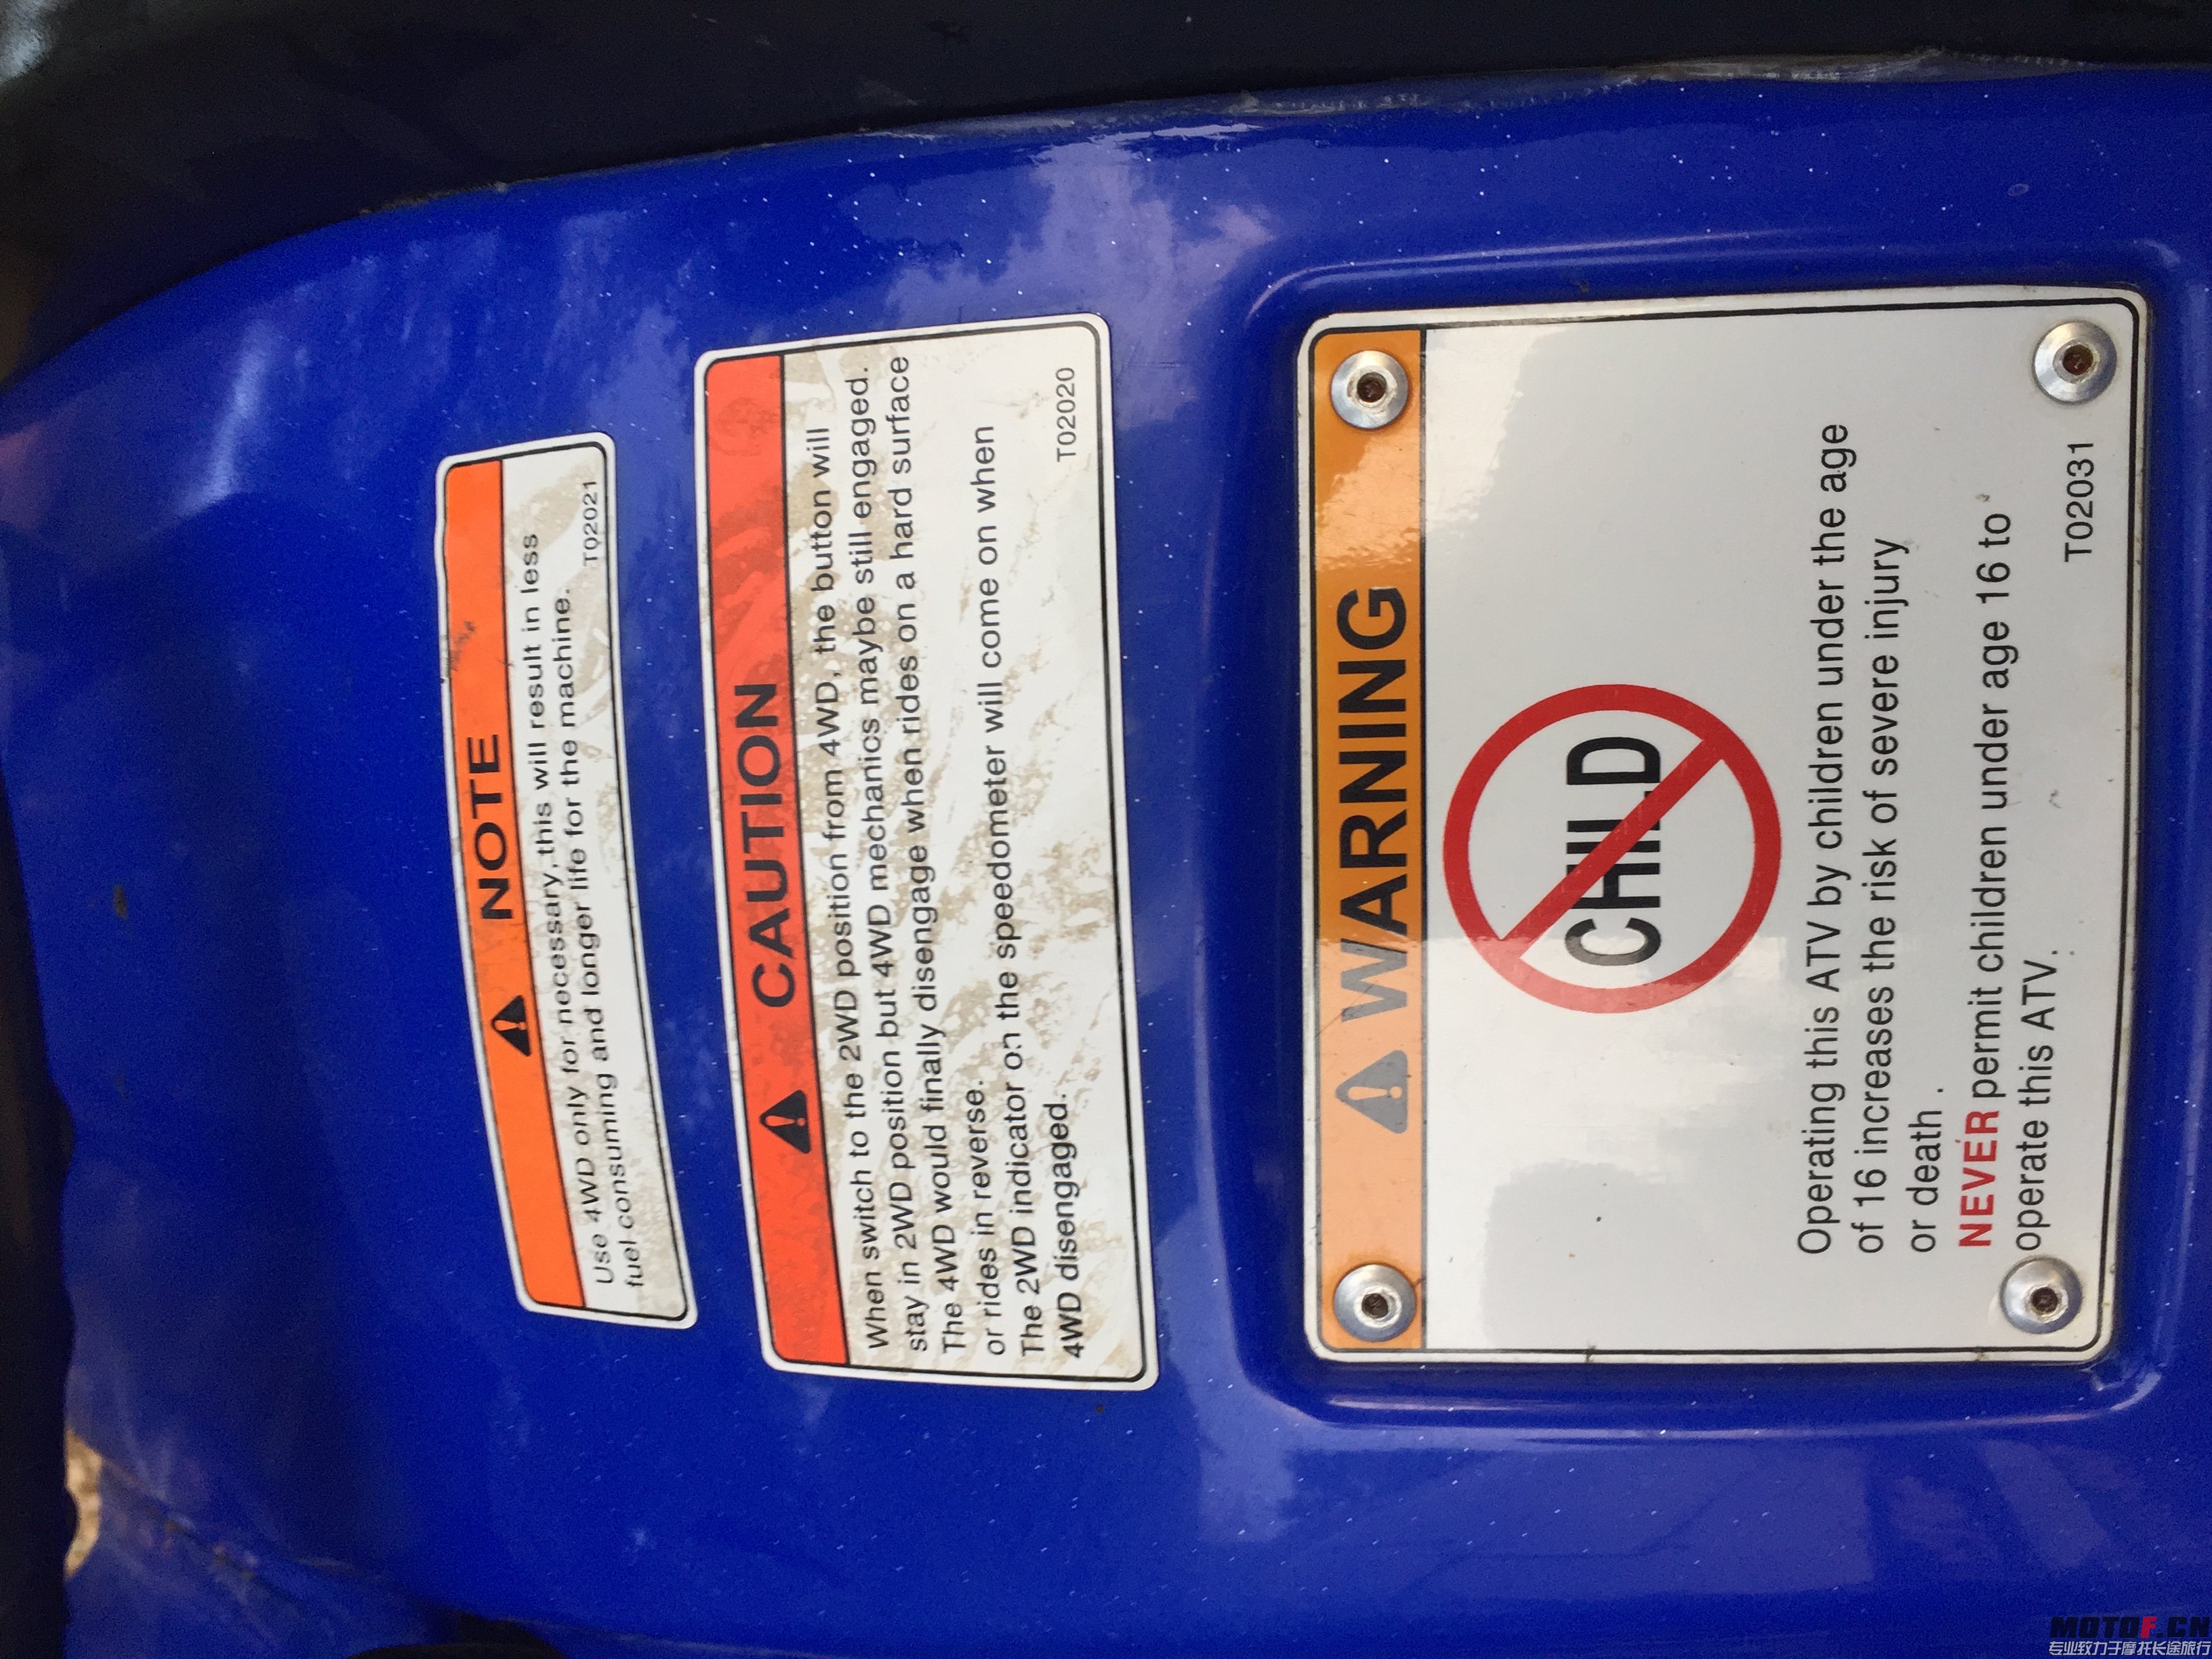 NOTE
Use 4WD only for necessary,this will result in less
fuel consuming and longer life for the machine.
T02021
CAUTION
When switch to the 2WD position from 4WD, the button will
stay in 2WD position but 4WD mechanics maybe still engaged.
The 4WD would finally disengage when rides on a hard surface
or rides in reverse.
The 2WD indicator on the speedometer will come on when
4WD disengaged.
T02020
WARNING
CHILD
Operating this ATV by children under the age
of 16 increases the risk of severe injury
or death .
NEVER permit children under age 16 to
operate this ATV.
T02031
MOTOF.CN
专业致力于摩托长途旅行